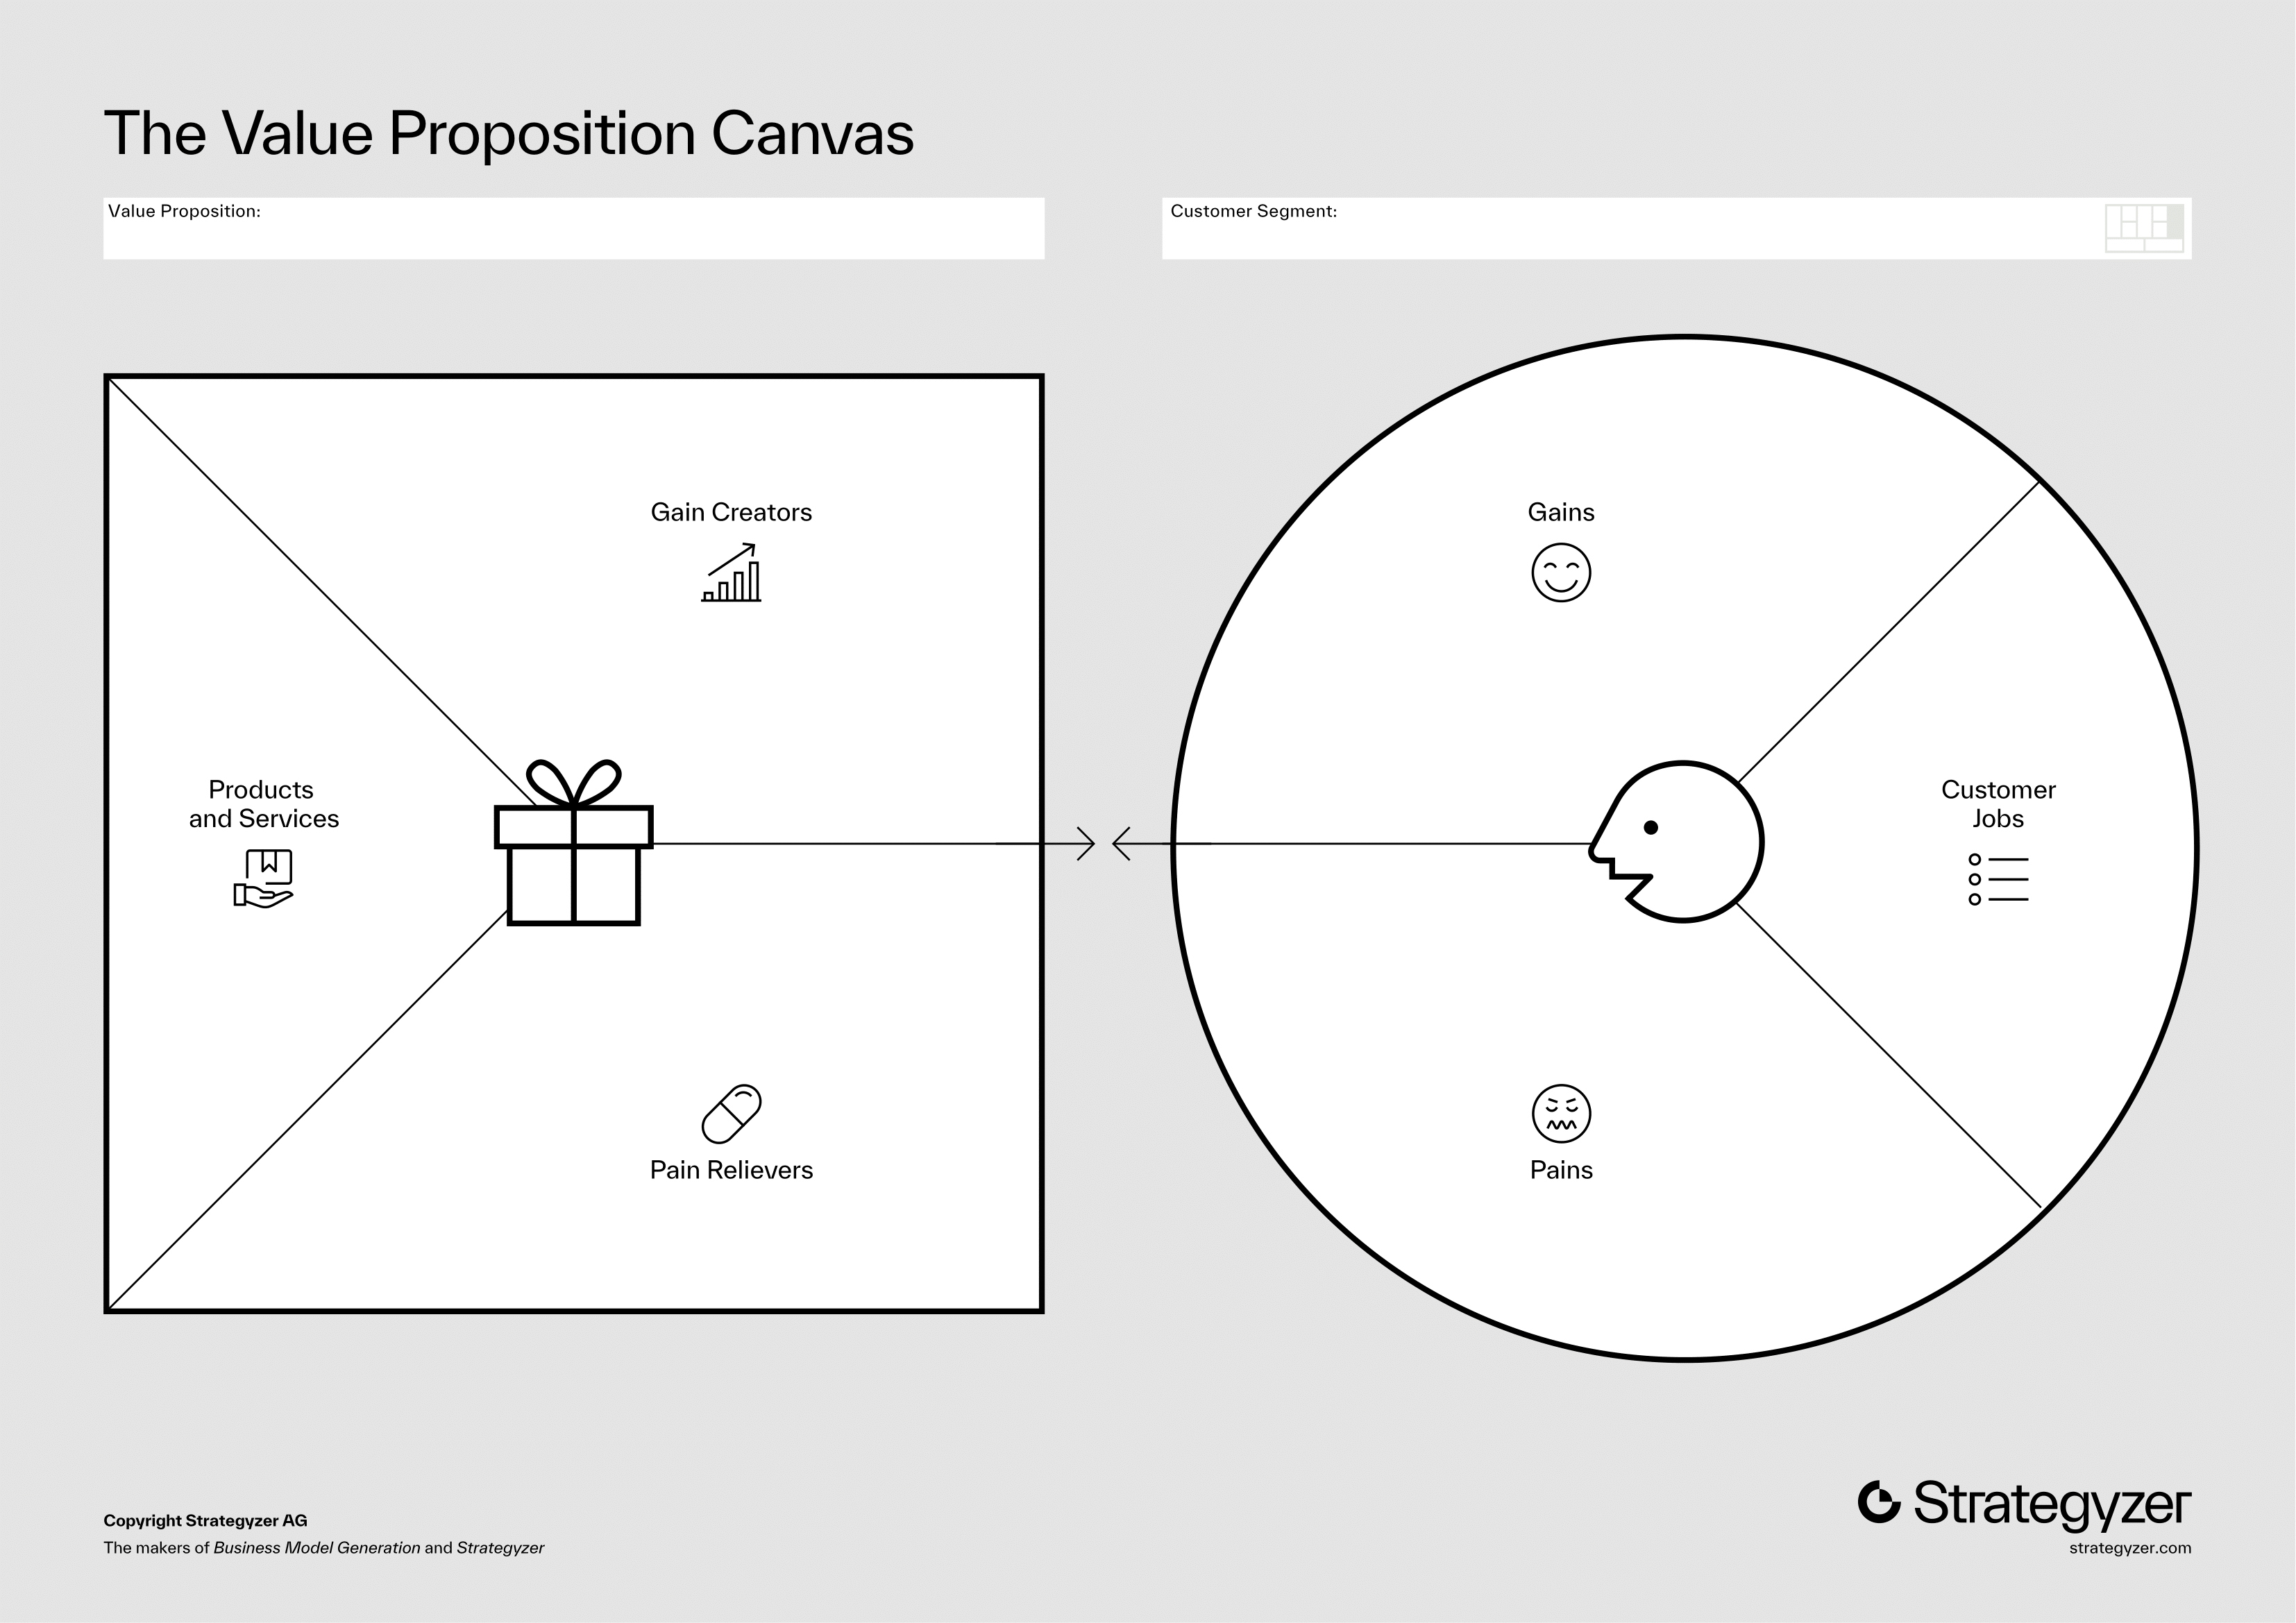 The Value Proposition Canvas
Value Proposition:
Customer Segment:
Gain Creators
Gains
Products
and Services
Customer
Jobs
Pain Relievers
Pains
Copyright Strategyzer AG
The makers of Business Model Generation and Strategyzer
Strategyzer
strategyzer.com